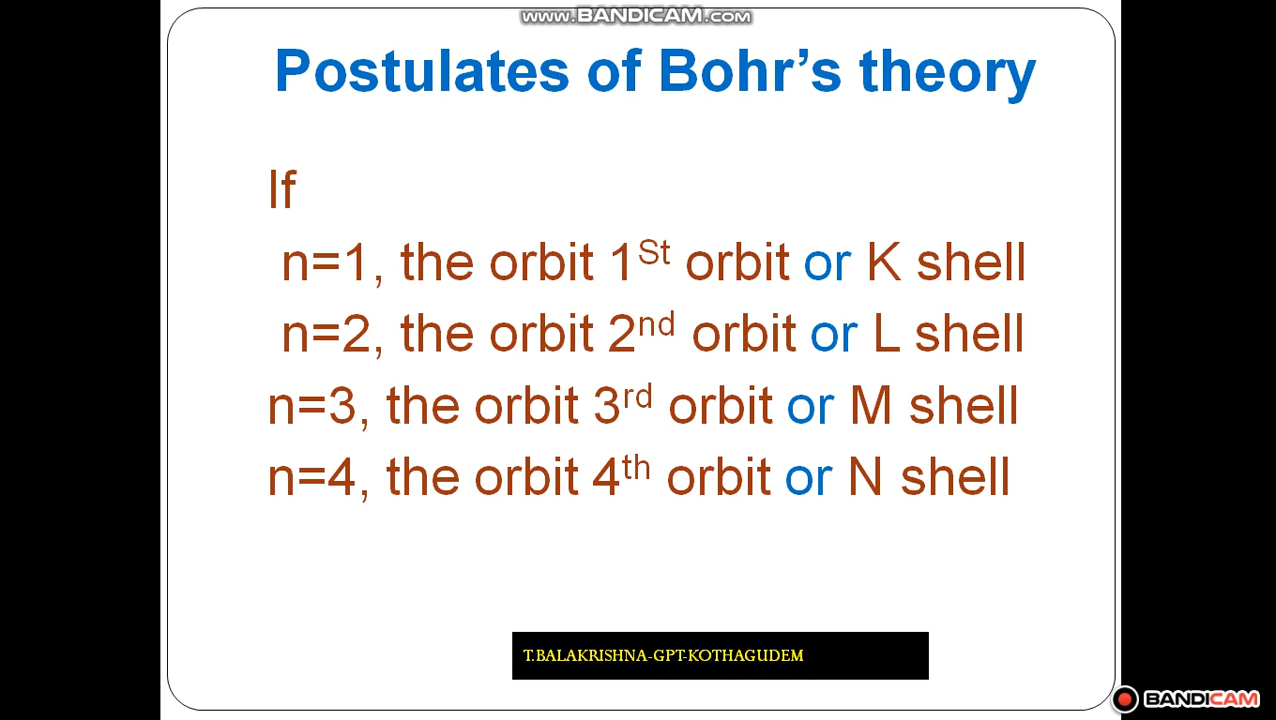 www.BANDICAM.com
Postulates of Bohr’s theory
If
n=1, the orbit 1St orbit or K shell
n=2, the orbit 2nd orbit or L shell
n=3, the orbit 3rd orbit or M shell
n=4, the orbit 4th orbit or N shell
T.BALAKRISHNA-GPT-KOTHAGUDEM
BANDICAM